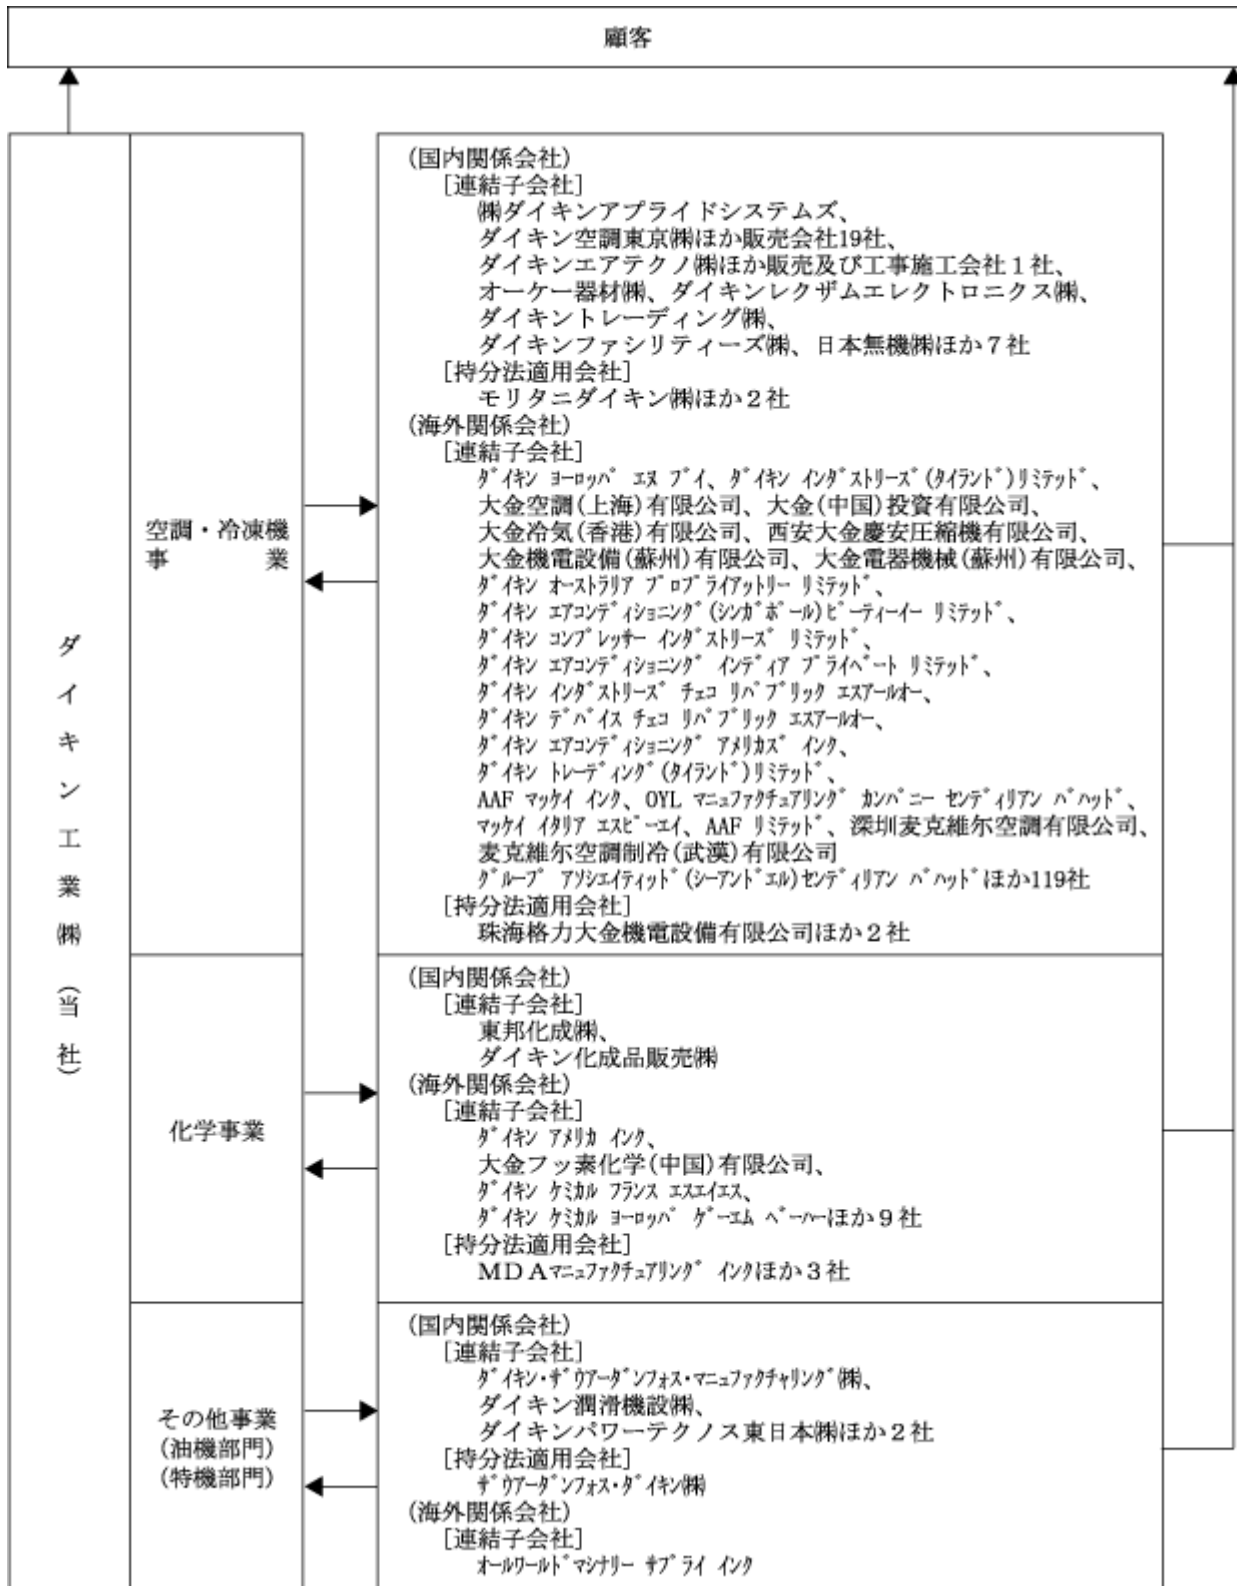 顧客
ダイキン工業㈱（当社）
空調・冷凍機
事業
(国内関係会社)
[連結子会社]
㈱ダイキンアプライドシステムズ、
ダイキン空調東京㈱ほか販売会社19社、
ダイキンエアテクノ㈱ほか販売及び工事施工会社１社、
オーケー器材㈱、ダイキンレクザムエレクトロニクス㈱、
ダイキントレーディング㈱、
ダイキンファシリティーズ㈱、日本無機㈱ほか７社
[持分法適用会社]
モリタニダイキン㈱ほか２社
(海外関係会社)
[連結子会社]
ﾀﾞｲｷﾝ ﾖｰﾛｯﾊﾟ ｴﾇ ﾌﾞｲ、ﾀﾞｲｷﾝ ｲﾝﾀﾞｽﾄﾘｰｽﾞ(ﾀｲﾗﾝﾄﾞ)ﾘﾐﾃｯﾄﾞ、
大金空調(上海)有限公司、大金(中国)投資有限公司、
大金冷気(香港)有限公司、西安大金慶安圧縮機有限公司、
大金機電設備(蘇州)有限公司、大金電器機械(蘇州)有限公司、
ﾀﾞｲｷﾝ ｵｰｽﾄﾗﾘｱ ﾌﾟﾛﾌﾟﾗｲｱｯﾄﾘｰ ﾘﾐﾃｯﾄﾞ、
ﾀﾞｲｷﾝ ｴｱｺﾝﾃﾞｨｼｮﾆﾝｸﾞ(ｼﾝｶﾞﾎﾟｰﾙ)ﾋﾟｰﾃｨｰｲｰ ﾘﾐﾃｯﾄﾞ、
ﾀﾞｲｷﾝ ｺﾝﾌﾟﾚｯｻｰ ｲﾝﾀﾞｽﾄﾘｰｽﾞ ﾘﾐﾃｯﾄﾞ、
ﾀﾞｲｷﾝ ｴｱｺﾝﾃﾞｨｼｮﾆﾝｸﾞ ｲﾝﾃﾞｨｱ ﾌﾟﾗｲﾍﾞｰﾄ ﾘﾐﾃｯﾄﾞ、
ﾀﾞｲｷﾝ ｲﾝﾀﾞｽﾄﾘｰｽﾞ ﾁｪｺ ﾘﾊﾟﾌﾞﾘｯｸ ｴｽｱｰﾙｵｰ、
ﾀﾞｲｷﾝ ﾃﾞﾊﾞｲｽ ﾁｪｺ ﾘﾊﾟﾌﾞﾘｯｸ ｴｽｱｰﾙｵｰ、
ﾀﾞｲｷﾝ ｴｱｺﾝﾃﾞｨｼｮﾆﾝｸﾞ ｱﾒﾘｶｽﾞ ｲﾝｸ、
ﾀﾞｲｷﾝ ﾄﾚｰﾃﾞｨﾝｸﾞ(ﾀｲﾗﾝﾄﾞ)ﾘﾐﾃｯﾄﾞ、
AAF ﾏｯｹｲ ｲﾝｸ、OYL ﾏﾆｭﾌｧｸﾁｭｱﾘﾝｸﾞ ｶﾝﾊﾟﾆｰ ｾﾝﾃﾞｨﾘｱﾝ ﾊﾞﾊｯﾄﾞ、
ﾏｯｹｲ ｲﾀﾘｱ ｴｽﾋﾟｰｴｲ、AAF ﾘﾐﾃｯﾄﾞ、深圳麦克維尔空調有限公司、
麦克維尔空調制冷(武漢)有限公司
ｸﾞﾙｰﾌﾟ ｱｿｼｴｲﾃｨｯﾄﾞ(ｼｰｱﾝﾄﾞｴﾙ)ｾﾝﾃﾞｨﾘｱﾝ ﾊﾞﾊｯﾄﾞほか119社
[持分法適用会社]
珠海格力大金機電設備有限公司ほか２社
化学事業
(国内関係会社)
[連結子会社]
東邦化成㈱、
ダイキン化成品販売㈱
(海外関係会社)
[連結子会社]
ﾀﾞｲｷﾝ ｱﾒﾘｶ ｲﾝｸ、
大金フッ素化学(中国)有限公司、
ﾀﾞｲｷﾝ ｹﾐｶﾙ ﾌﾗﾝｽ ｴｽｴｲｴｽ、
ﾀﾞｲｷﾝ ｹﾐｶﾙ ﾖｰﾛｯﾊﾟ ｹﾞｰｴﾑ ﾍﾞｰﾊｰほか９社
[持分法適用会社]
ＭＤＡﾏﾆｭﾌｧｸﾁｭｱﾘﾝｸﾞ ｲﾝｸほか３社
その他事業
(油機部門)
(特機部門)
(国内関係会社)
[連結子会社]
ﾀﾞｲｷﾝ･ｻﾞｳｱｰﾀﾞﾝﾌｫｽ･ﾏﾆｭﾌｧｸﾁｬﾘﾝｸﾞ㈱、
ダイキン潤滑機設㈱、
ダイキンパワーテクノス東日本㈱ほか２社
[持分法適用会社]
ｻﾞｳｱｰﾀﾞﾝﾌｫｽ･ﾀﾞｲｷﾝ㈱
(海外関係会社)
[連結子会社]
ｵｰﾙﾜｰﾙﾄﾞﾏｼﾅﾘｰ ｻﾌﾟﾗｲ ｲﾝｸ